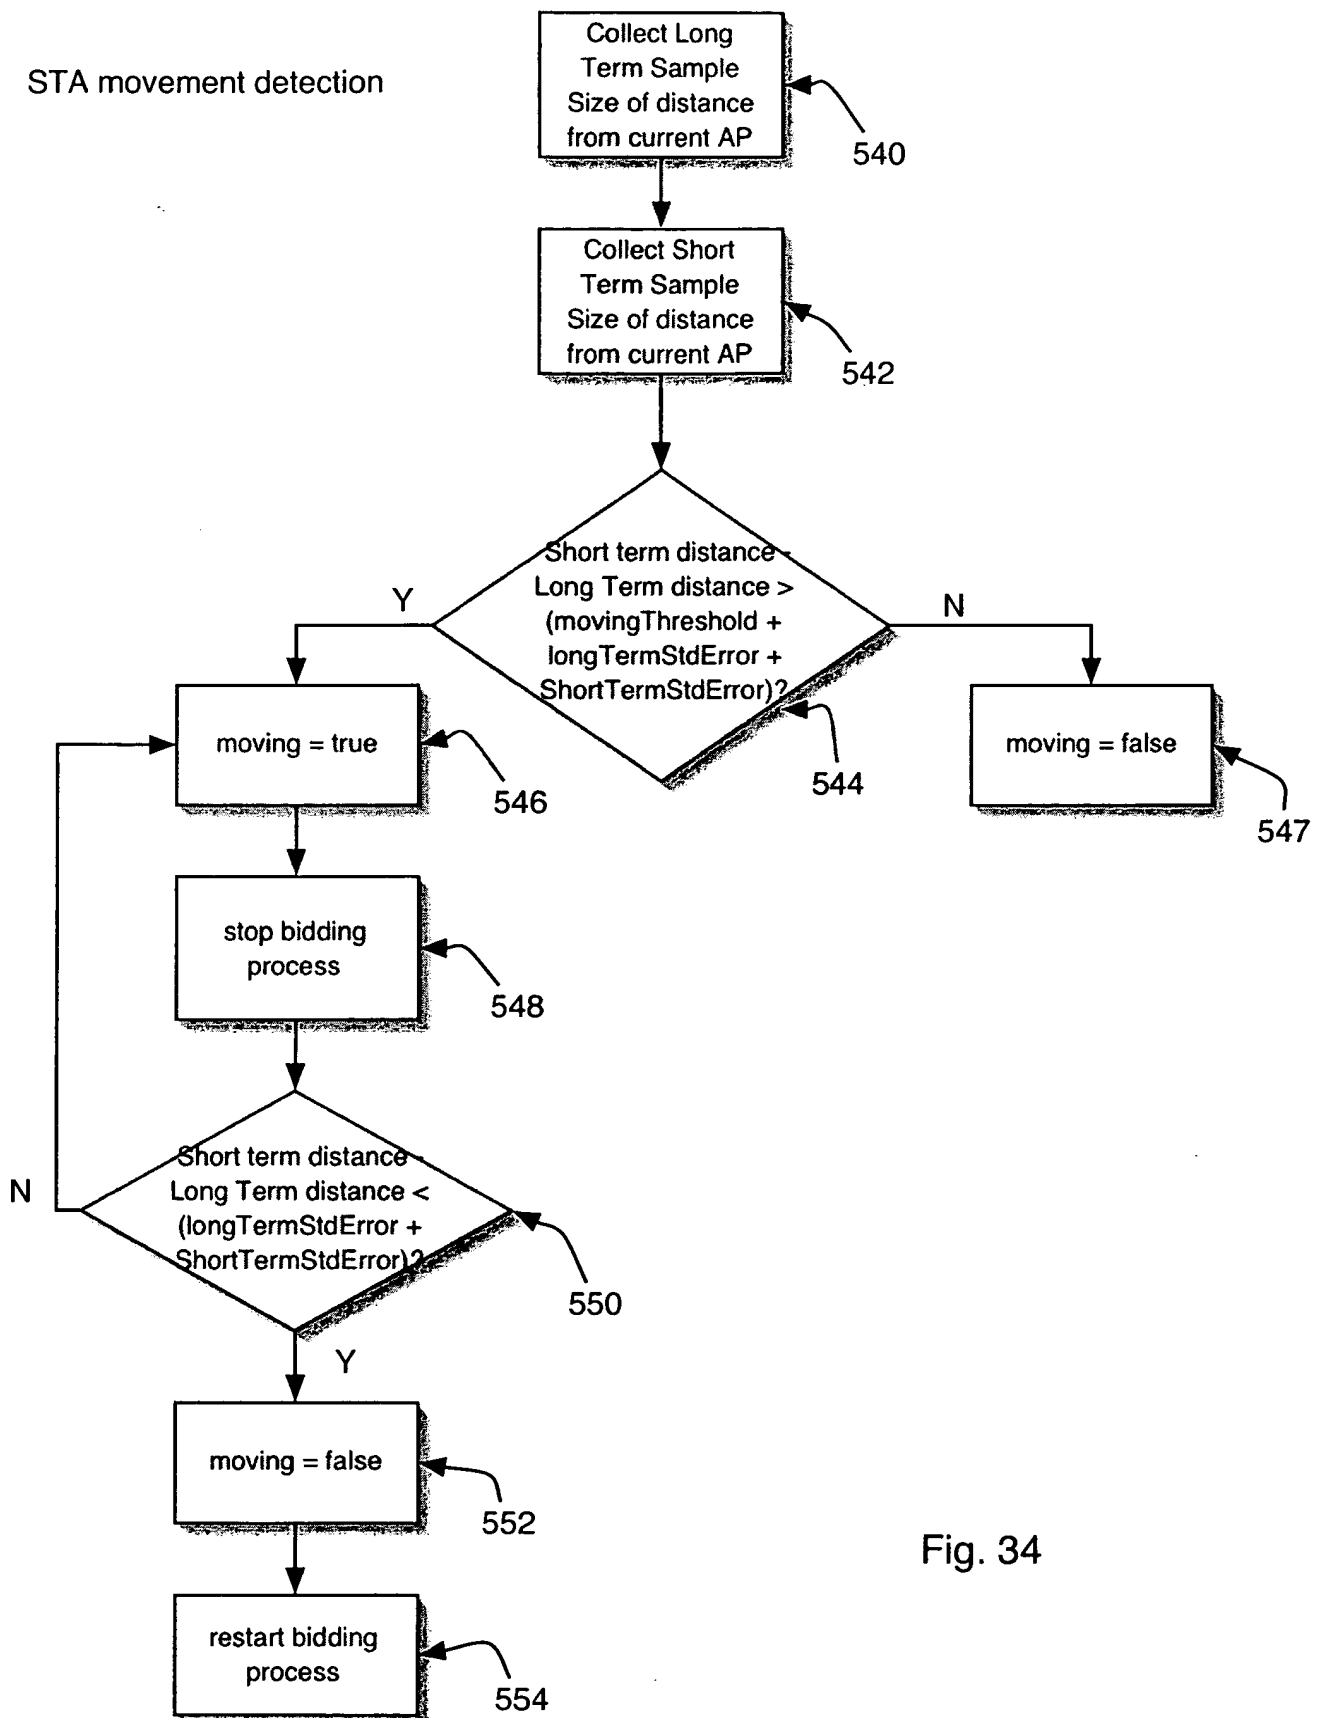 STA movement detection
Collect Long
Term Sample
Size of distance
from current AP
540
Collect Short
Term Sample
Size of distance
from current AP
542
Short term distance -
Long Term distance >
(movingThreshold +
longTermStdError +
ShortTermStdError)?
544
Y
N
moving = true
546
moving = false
547
stop bidding
process
548
Short term distance -
Long Term distance <
(longTermStdError +
ShortTermStdError)?
550
N
Y
moving = false
552
restart bidding
process
554
Fig. 34